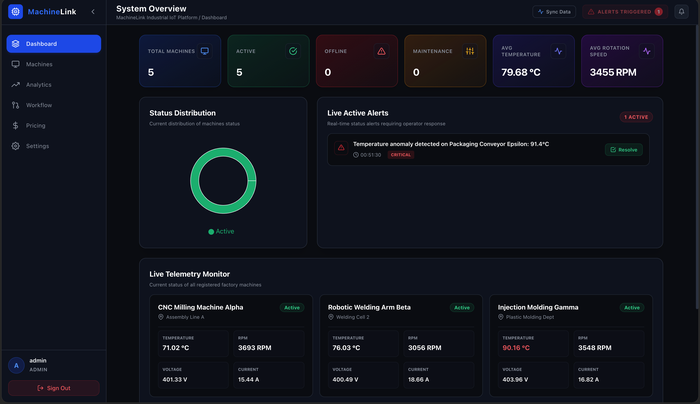 MachineLink
Dashboard
Machines
Analytics
Workflow
Pricing
Settings
A
admin
ADMIN
Sign Out
System Overview
MachineLink Industrial IoT Platform / Dashboard
Sync Data
ALERTS TRIGGERED 1
TOTAL MACHINES
5
ACTIVE
5
OFFLINE
0
MAINTENANCE
0
AVG
TEMPERATURE
79.68 °C
AVG ROTATION
SPEED
3455 RPM
Status Distribution
Current distribution of machines status
Active
Live Active Alerts
Real-time status alerts requiring operator response
1 ACTIVE
Temperature anomaly detected on Packaging Conveyor Epsilon: 91.4°C
00:51:30 CRITICAL
Resolve
Live Telemetry Monitor
Current status of all registered factory machines
CNC Milling Machine Alpha
Active
Assembly Line A
TEMPERATURE
71.02 °C
RPM
3693 RPM
VOLTAGE
401.33 V
CURRENT
15.44 A
Robotic Welding Arm Beta
Active
Welding Cell 2
TEMPERATURE
76.03 °C
RPM
3056 RPM
VOLTAGE
400.49 V
CURRENT
18.66 A
Injection Molding Gamma
Active
Plastic Molding Dept
TEMPERATURE
90.16 °C
RPM
3548 RPM
VOLTAGE
403.96 V
CURRENT
16.82 A